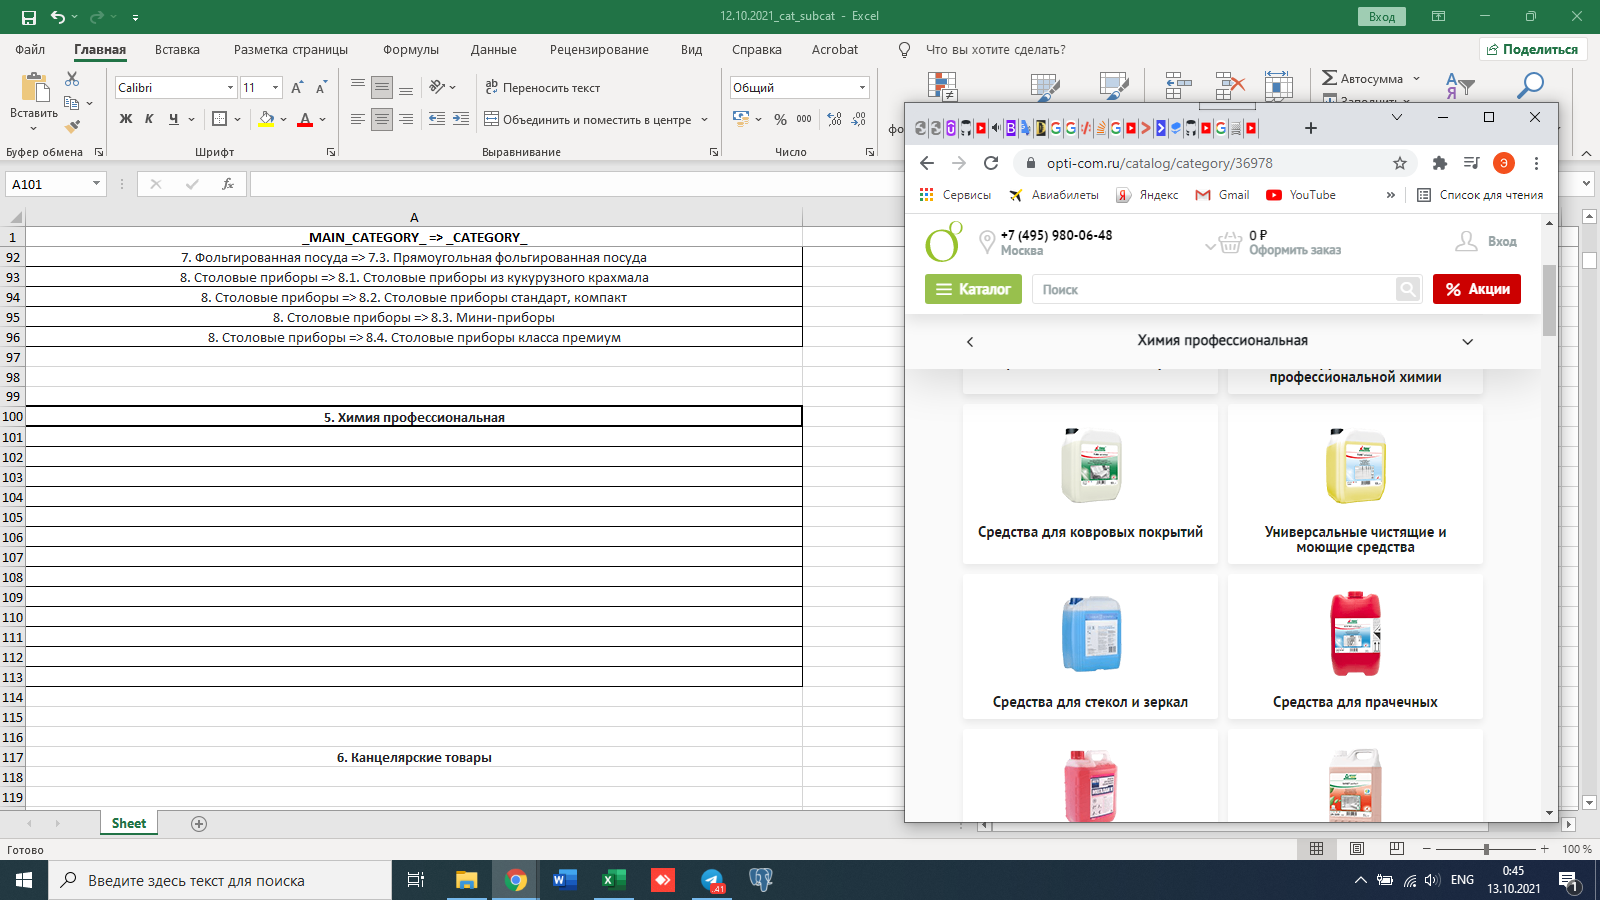 12.10.2021_cat_subcat - Excel
Вход
Файл Главная Вставка Разметка страницы Формулы Данные Рецензирование Вид Справка Acrobat Что вы хотите сделать? Поделиться
Вставить
Calibri 11
Ж К Ч
Переносить текст
Объединить и поместить в центре
Общий
% 000
Автосумма
Буфер обмена Шрифт Выравнивание Число
A101
fx
A
1 _MAIN_CATEGORY_ => _CATEGORY_
92 7. Фольгированная посуда => 7.3. Прямоугольная фольгированная посуда
93 8. Столовые приборы => 8.1. Столовые приборы из кукурузного крахмала
94 8. Столовые приборы => 8.2. Столовые приборы стандарт, компакт
95 8. Столовые приборы => 8.3. Мини-приборы
96 8. Столовые приборы => 8.4. Столовые приборы класса премиум
97
98
99
100 5. Химия профессиональная
101
102
103
104
105
106
107
108
109
110
111
112
113
114
115
116
117 6. Канцелярские товары
118
119
Sheet
Готово
100 %
opti-com.ru/catalog/category/36978
Э
Сервисы Авиабилеты Яндекс Gmail YouTube » Список для чтения
+7 (495) 980-06-48
Москва
0 ₽
Оформить заказ
Вход
Каталог
Поиск
% Акции
Химия профессиональная
профессиональной химии
Средства для ковровых покрытий
Универсальные чистящие и
моющие средства
Средства для стекол и зеркал
Средства для прачечных
Введите здесь текст для поиска
41
ENG
0:45
13.10.2021
1